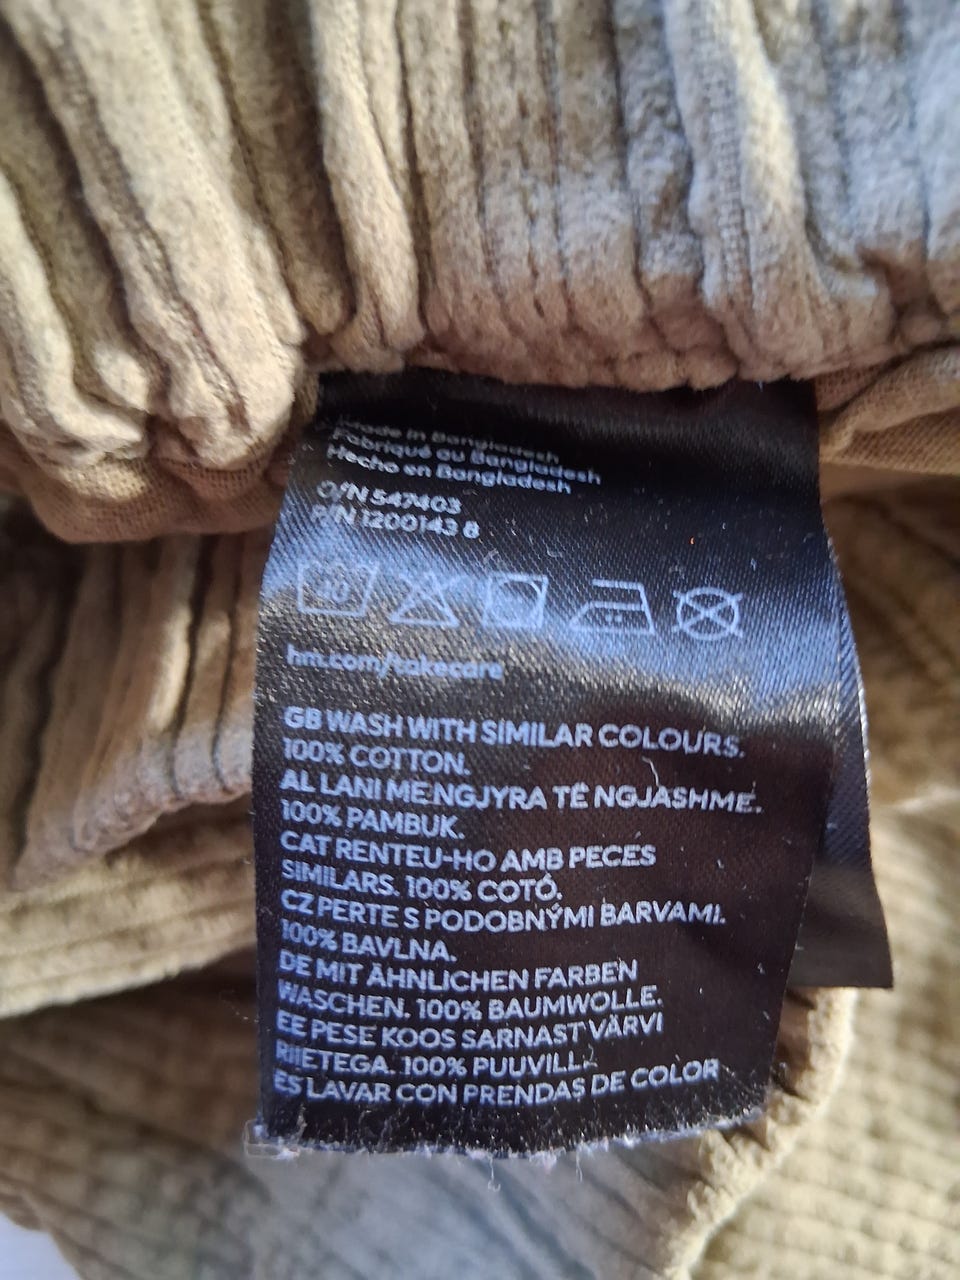 Made in Bangladesh
Fabriqué au Bangladesh
Hecho en Bangladesh
O/N 547403
P/N 1200143 8
40
hm.com/takecare
GB WASH WITH SIMILAR COLOURS.
100% COTTON.
AL LANI MENGJYRA TË NGJASHME.
100% PAMBUK.
CAT RENTEU-HO AMB PECES
SIMILARS. 100% COTÓ.
CZ PERTE S PODOBNÝMI BARVAMI.
100% BAVLNA.
DE MIT ÄHNLICHEN FARBEN
WASCHEN. 100% BAUMWOLLE.
EE PESE KOOS SARNAST VÄRVI
RIIETEGA. 100% PUUVILL
ES LAVAR CON PRENDAS DE COLOR